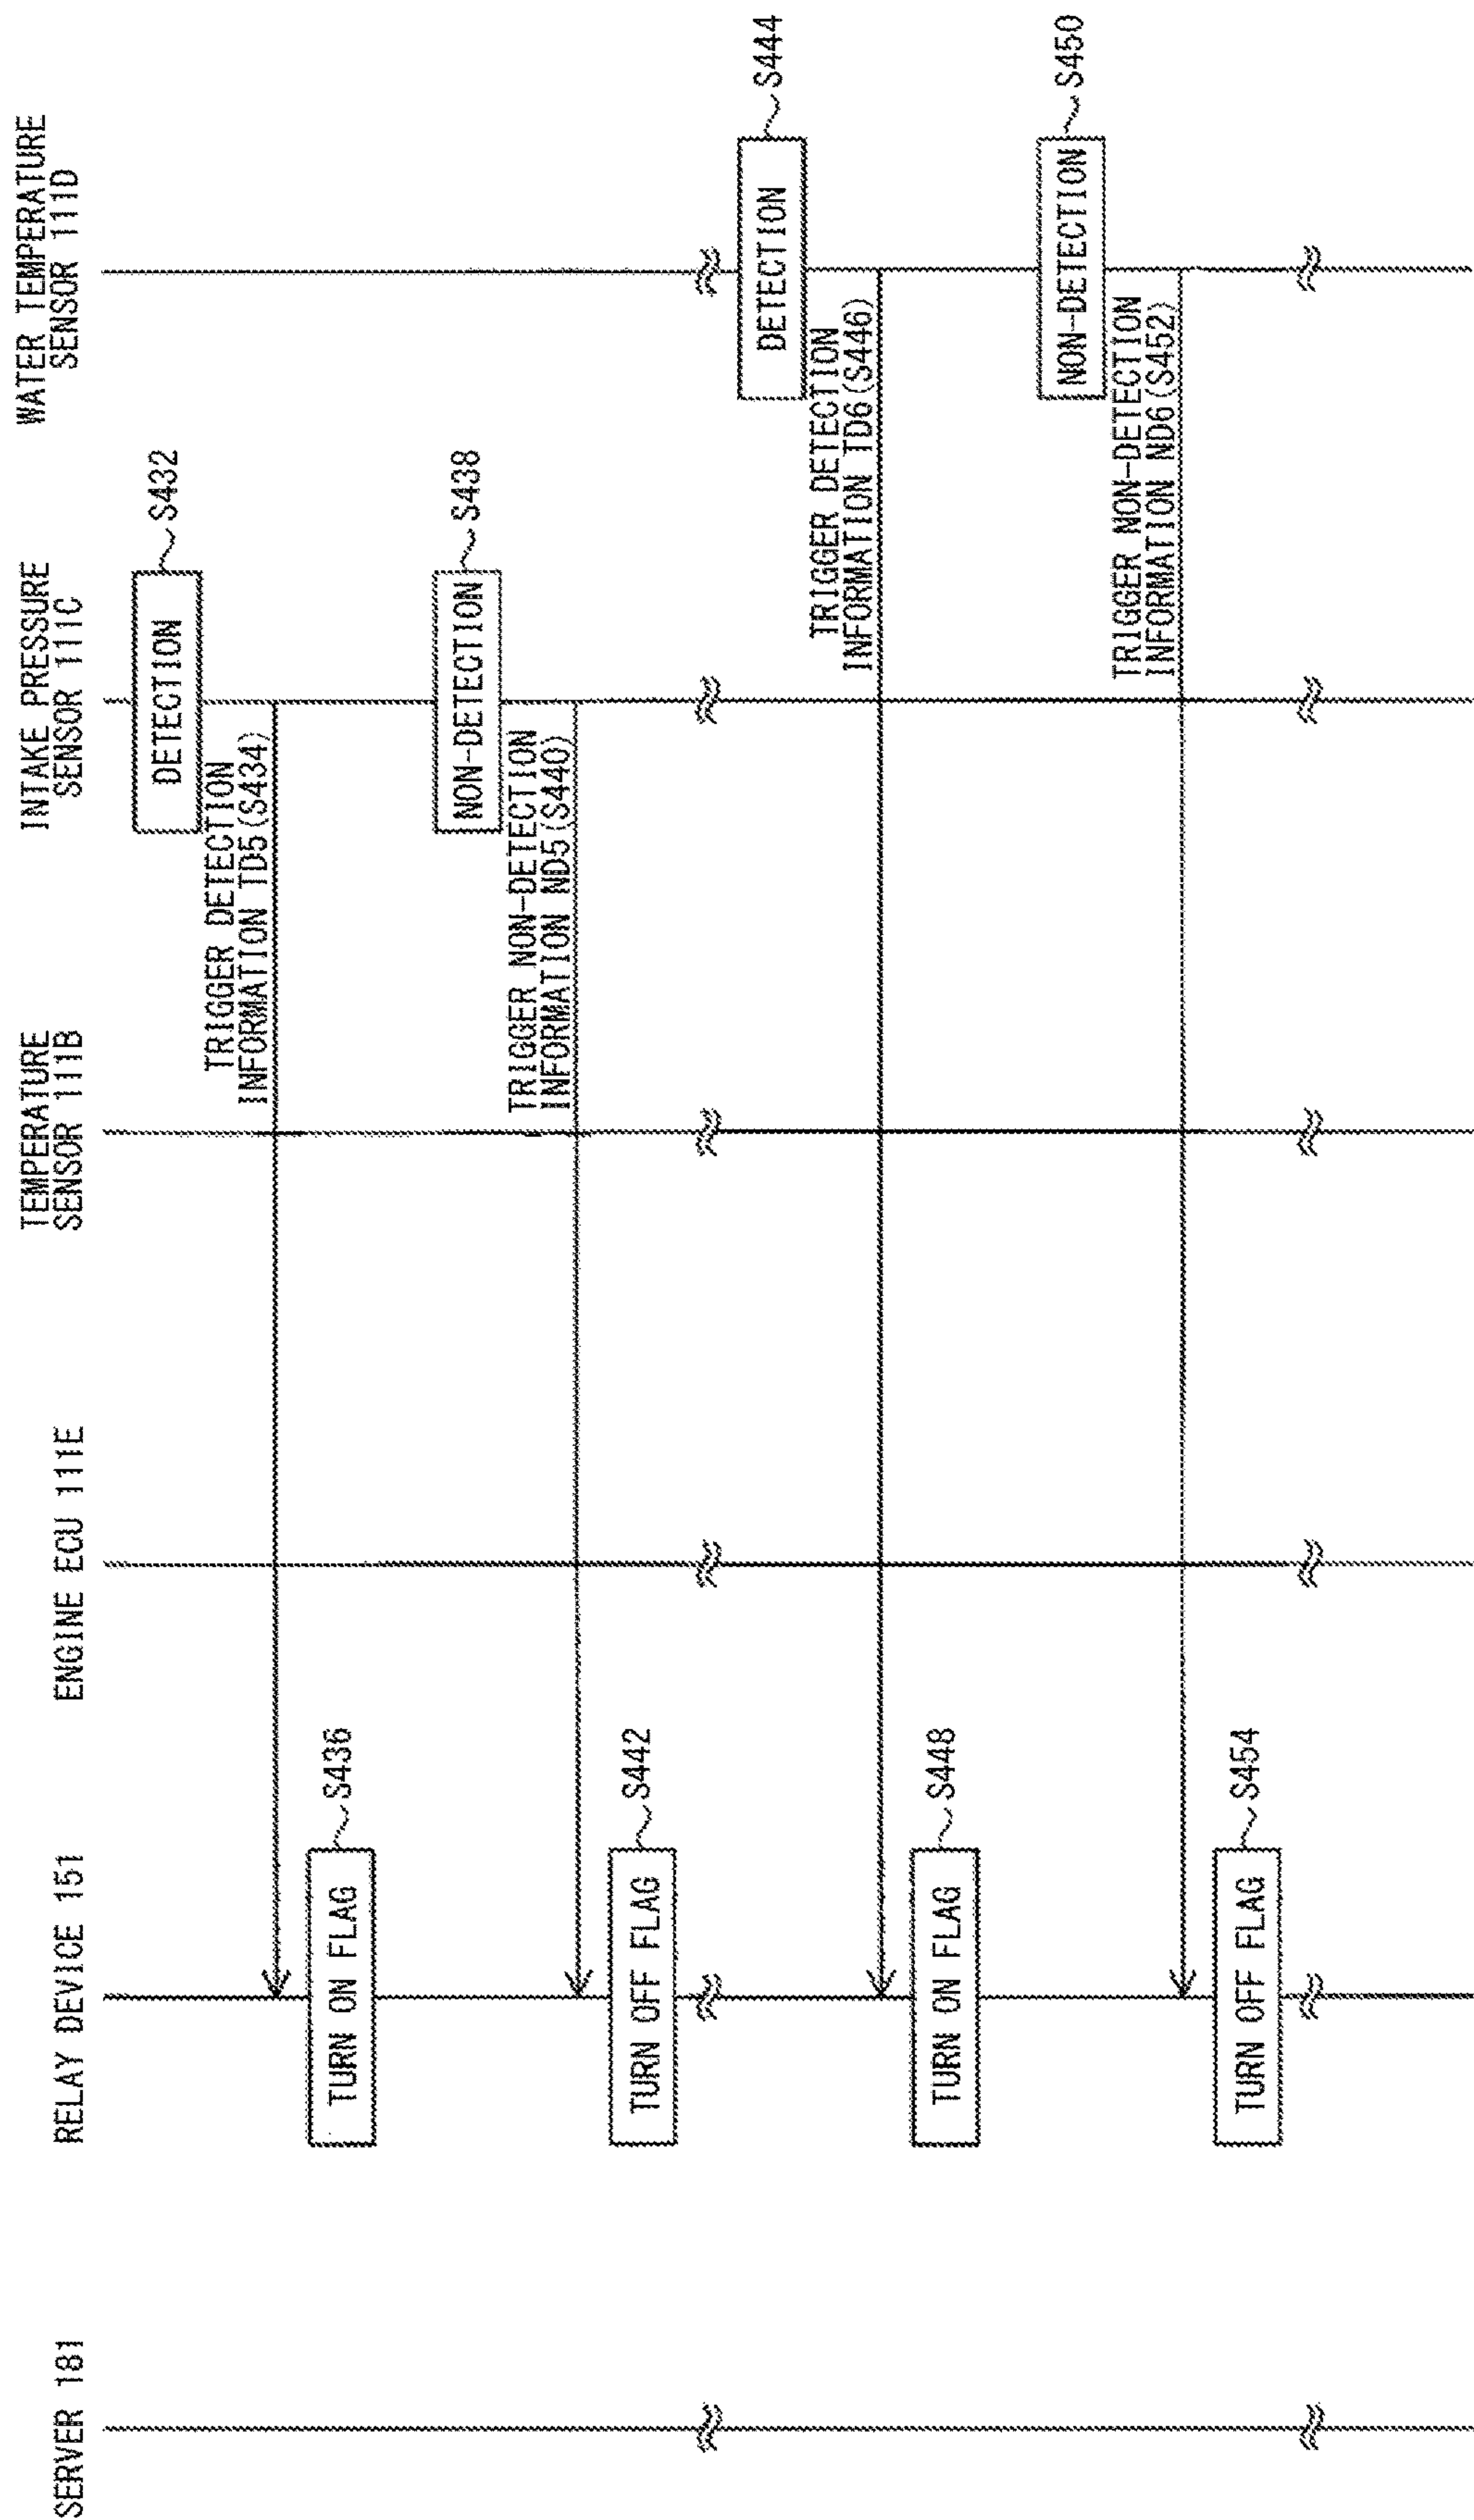 SERVER 181
RELAY DEVICE 151
ENGINE ECU 111E
TEMPERATURE
SENSOR 111B
INTAKE PRESSURE
SENSOR 111C
WATER TEMPERATURE
SENSOR 111D
DETECTION
S432
TRIGGER DETECTION
INFORMATION TD5(S434)
TURN ON FLAG
S436
NON-DETECTION
S438
TRIGGER NON-DETECTION
INFORMATION ND5(S440)
TURN OFF FLAG
S442
DETECTION
S444
TRIGGER DETECTION
INFORMATION TD6(S446)
TURN ON FLAG
S448
NON-DETECTION
S450
TRIGGER NON-DETECTION
INFORMATION ND6(S452)
TURN OFF FLAG
S454